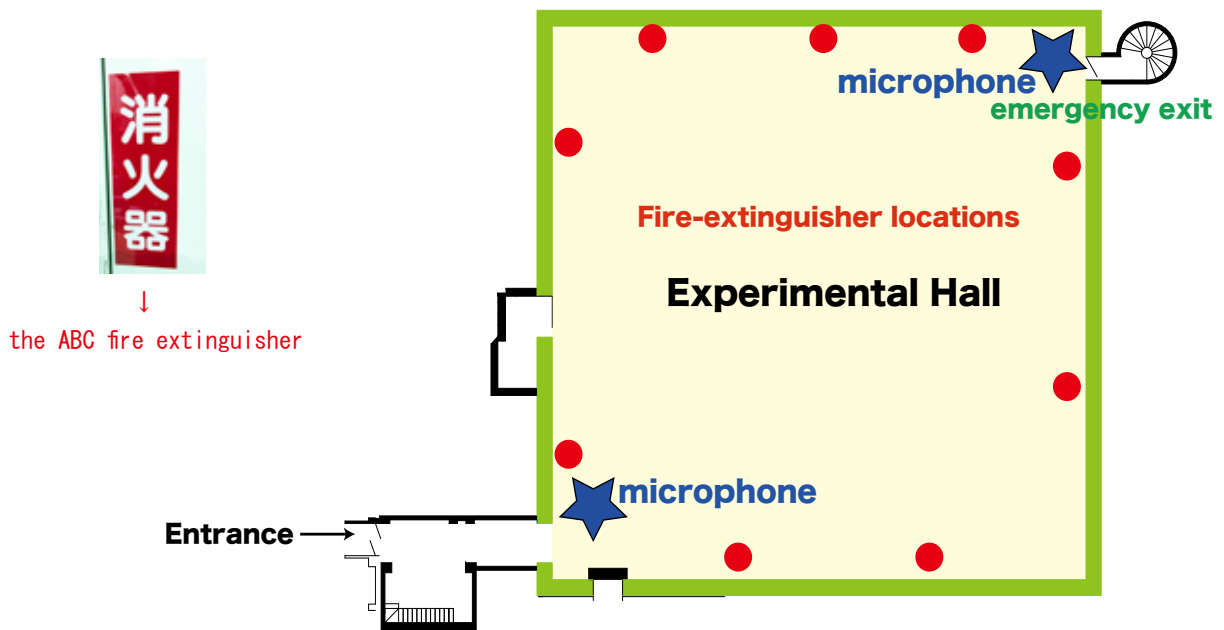 消火器
↓
the ABC fire extinguisher
microphone
emergency exit
Fire-extinguisher locations
Experimental Hall
microphone
Entrance